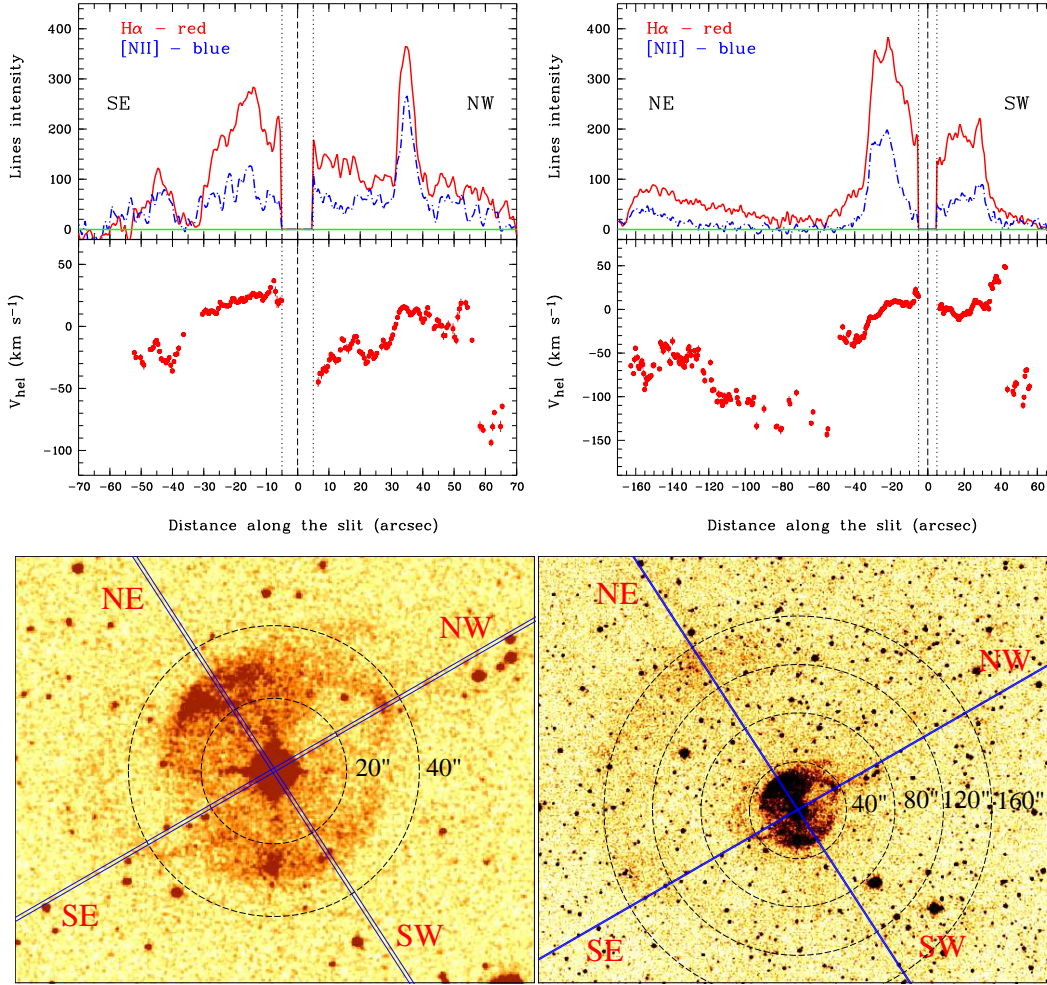 Hα − red
[NII] − blue
SE
NW
Lines intensity
400
300
200
100
0
50
0
−50
−100
V_hel (km s⁻¹)
−70 −60 −50 −40 −30 −20 −10 0 10 20 30 40 50 60 70
Distance along the slit (arcsec)
Hα − red
[NII] − blue
NE
SW
Lines intensity
400
300
200
100
0
50
0
−50
−100
−150
V_hel (km s⁻¹)
−160 −140 −120 −100 −80 −60 −40 −20 0 20 40 60
Distance along the slit (arcsec)
NE
NW
20"
40"
SE
SW
NE
NW
40"
80"
120"
160"
SE
SW